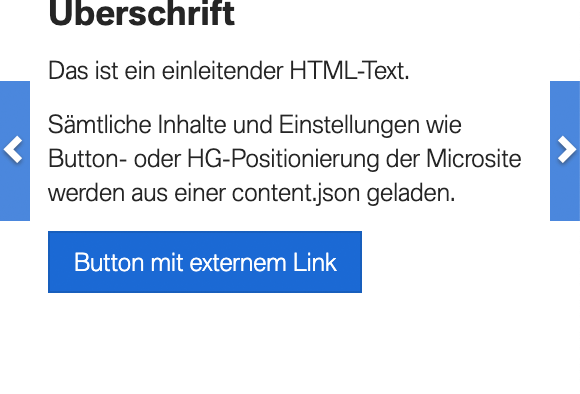 Überschrift
Das ist ein einleitender HTML-Text.
Sämtliche Inhalte und Einstellungen wie
Button- oder HG-Positionierung der Microsite
werden aus einer content.json geladen.
Button mit externem Link